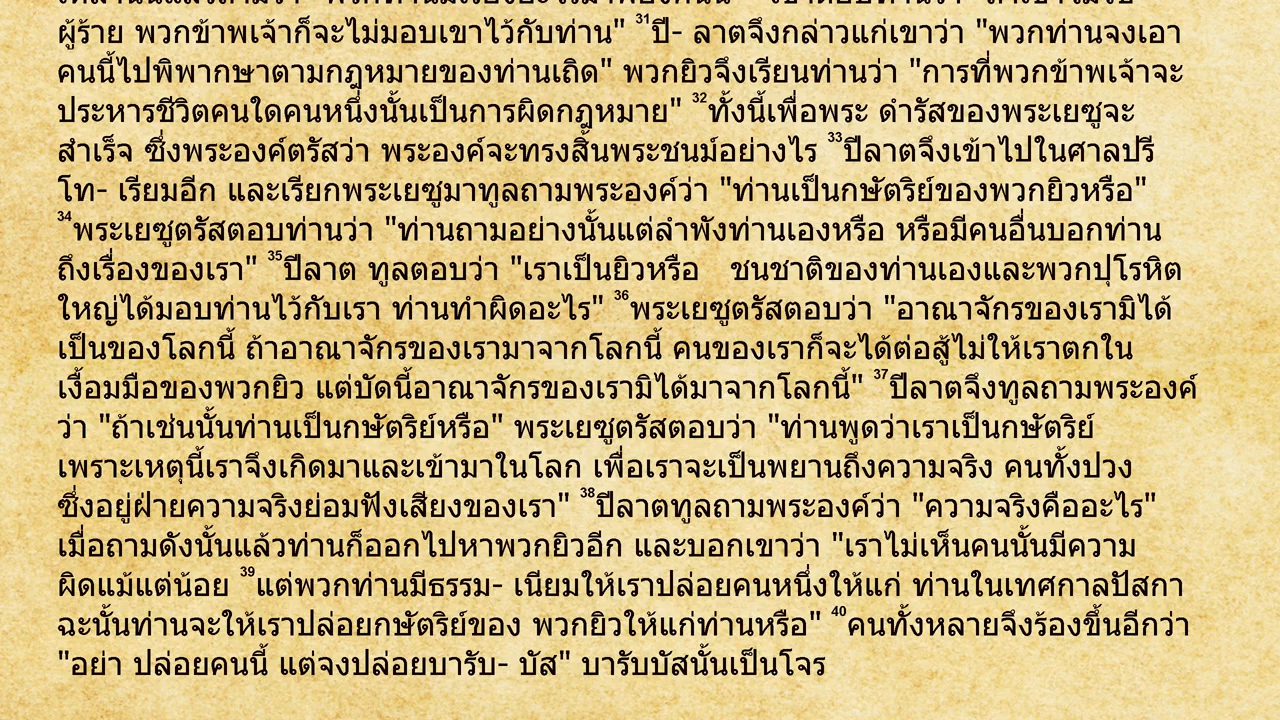 ผู้ร้าย พวกข้าพเจ้าก็จะไม่มอบเขาไว้กับท่าน" 31ปี- ลาตจึงกล่าวแก่เขาว่า "พวกท่านจงเอา
คนนี้ไปพิพากษาตามกฎหมายของท่านเถิด" พวกยิวจึงเรียนท่านว่า "การที่พวกข้าพเจ้าจะ
ประหารชีวิตคนใดคนหนึ่งนั้นเป็นการผิดกฎหมาย" 32ทั้งนี้เพื่อพระ ดำรัสของพระเยซูจะ
สำเร็จ ซึ่งพระองค์ตรัสว่า พระองค์จะทรงสิ้นพระชนม์อย่างไร 33ปีลาตจึงเข้าไปในศาลปรี
โท- เรียมอีก และเรียกพระเยซูมาทูลถามพระองค์ว่า "ท่านเป็นกษัตริย์ของพวกยิวหรือ"
34พระเยซูตรัสตอบท่านว่า "ท่านถามอย่างนั้นแต่ลำพังท่านเองหรือ หรือมีคนอื่นบอกท่าน
ถึงเรื่องของเรา" 35ปีลาต ทูลตอบว่า "เราเป็นยิวหรือ ชนชาติของท่านเองและพวกปุโรหิต
ใหญ่ได้มอบท่านไว้กับเรา ท่านทำผิดอะไร" 36พระเยซูตรัสตอบว่า "อาณาจักรของเรามิได้
เป็นของโลกนี้ ถ้าอาณาจักรของเรามาจากโลกนี้ คนของเราก็จะได้ต่อสู้ไม่ให้เราตกใน
เงื้อมมือของพวกยิว แต่บัดนี้อาณาจักรของเรามิได้มาจากโลกนี้" 37ปีลาตจึงทูลถามพระองค์
ว่า "ถ้าเช่นนั้นท่านเป็นกษัตริย์หรือ" พระเยซูตรัสตอบว่า "ท่านพูดว่าเราเป็นกษัตริย์
เพราะเหตุนี้เราจึงเกิดมาและเข้ามาในโลก เพื่อเราจะเป็นพยานถึงความจริง คนทั้งปวง
ซึ่งอยู่ฝ่ายความจริงย่อมฟังเสียงของเรา" 38ปีลาตทูลถามพระองค์ว่า "ความจริงคืออะไร"
เมื่อถามดังนั้นแล้วท่านก็ออกไปหาพวกยิวอีก และบอกเขาว่า "เราไม่เห็นคนนั้นมีความ
ผิดแม้แต่น้อย 39แต่พวกท่านมีธรรม- เนียมให้เราปล่อยคนหนึ่งให้แก่ ท่านในเทศกาลปัสกา
ฉะนั้นท่านจะให้เราปล่อยกษัตริย์ของ พวกยิวให้แก่ท่านหรือ" 40คนทั้งหลายจึงร้องขึ้นอีกว่า
"อย่า ปล่อยคนนี้ แต่จงปล่อยบารับ- บัส" บารับบัสนั้นเป็นโจร